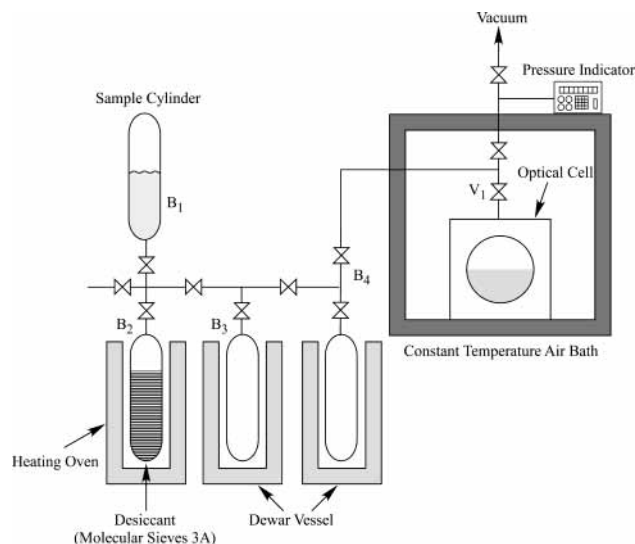 Vacuum
Pressure Indicator
Sample Cylinder
Optical Cell
B1
V1
B2
B3
B4
Constant Temperature Air Bath
Heating Oven
Desiccant
(Molecular Sieves 3A)
Dewar Vessel